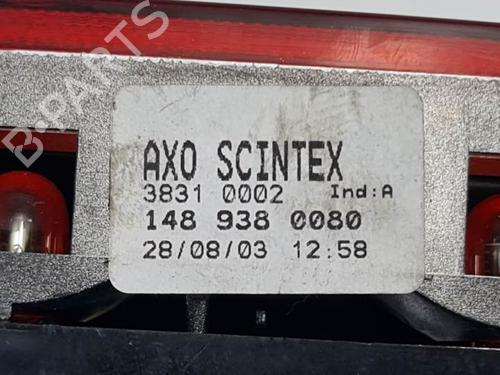 B-PARTS
AXO SCINTEX
3831 0002 Ind:A
148 938 0080
28/08/03 12:58